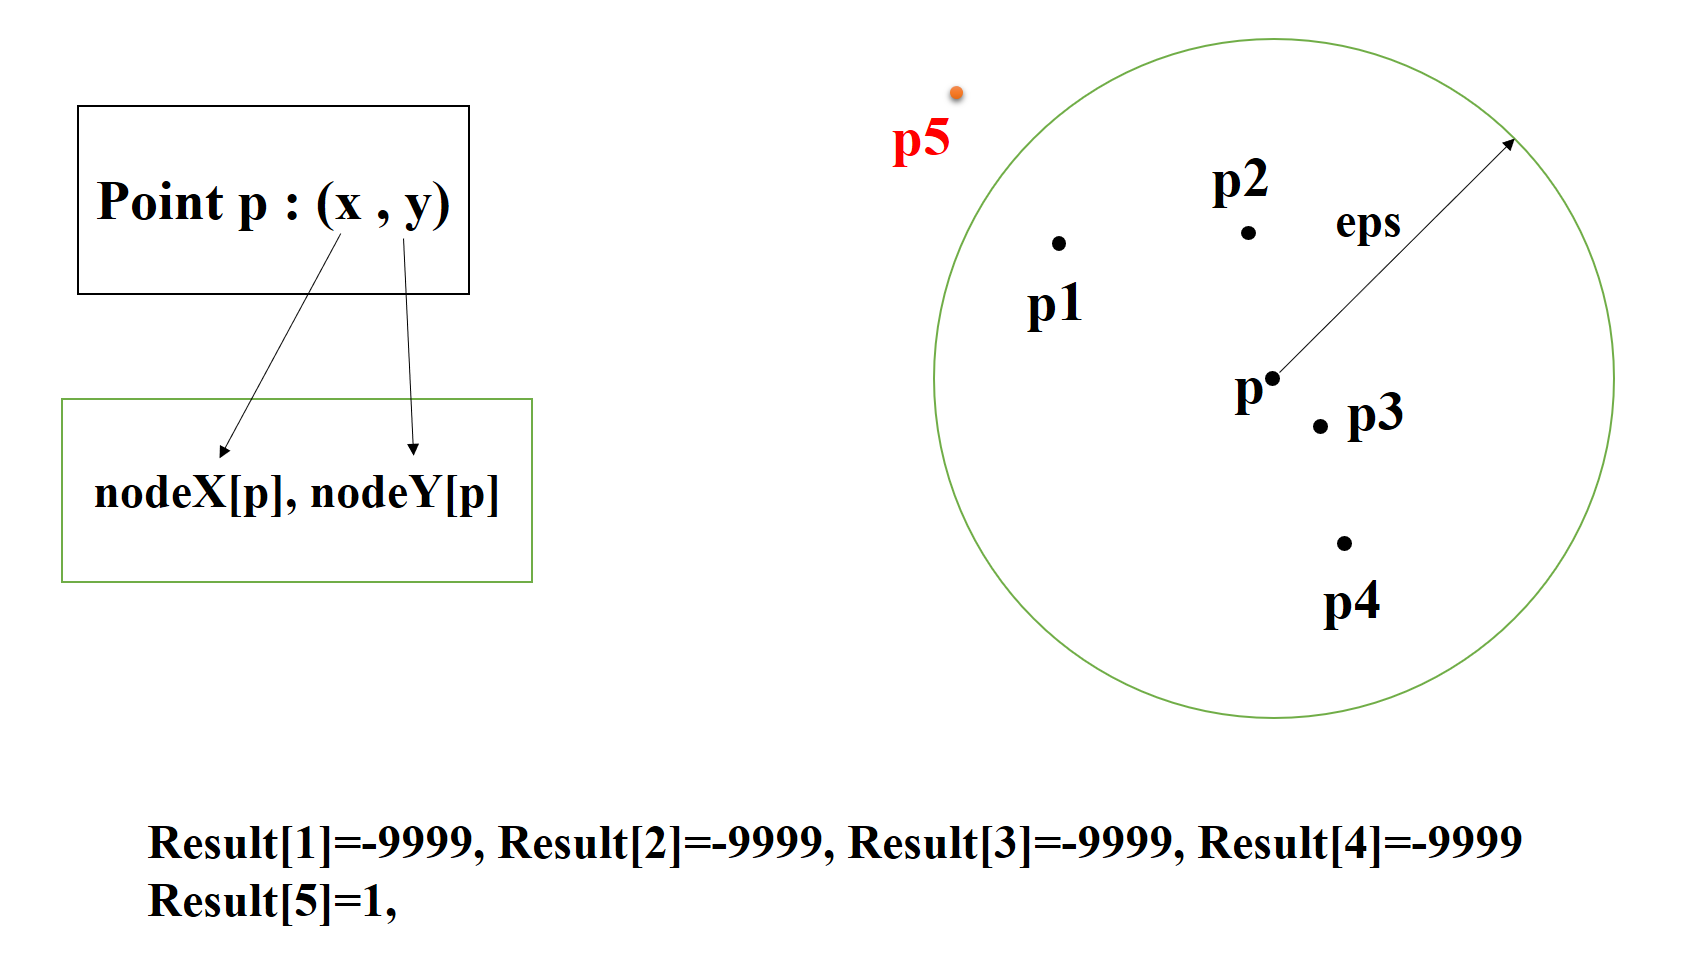 Point p : (x , y)
nodeX[p], nodeY[p]
p5
p2
eps
p1
p
p3
p4
Result[1]=-9999, Result[2]=-9999, Result[3]=-9999, Result[4]=-9999
Result[5]=1,